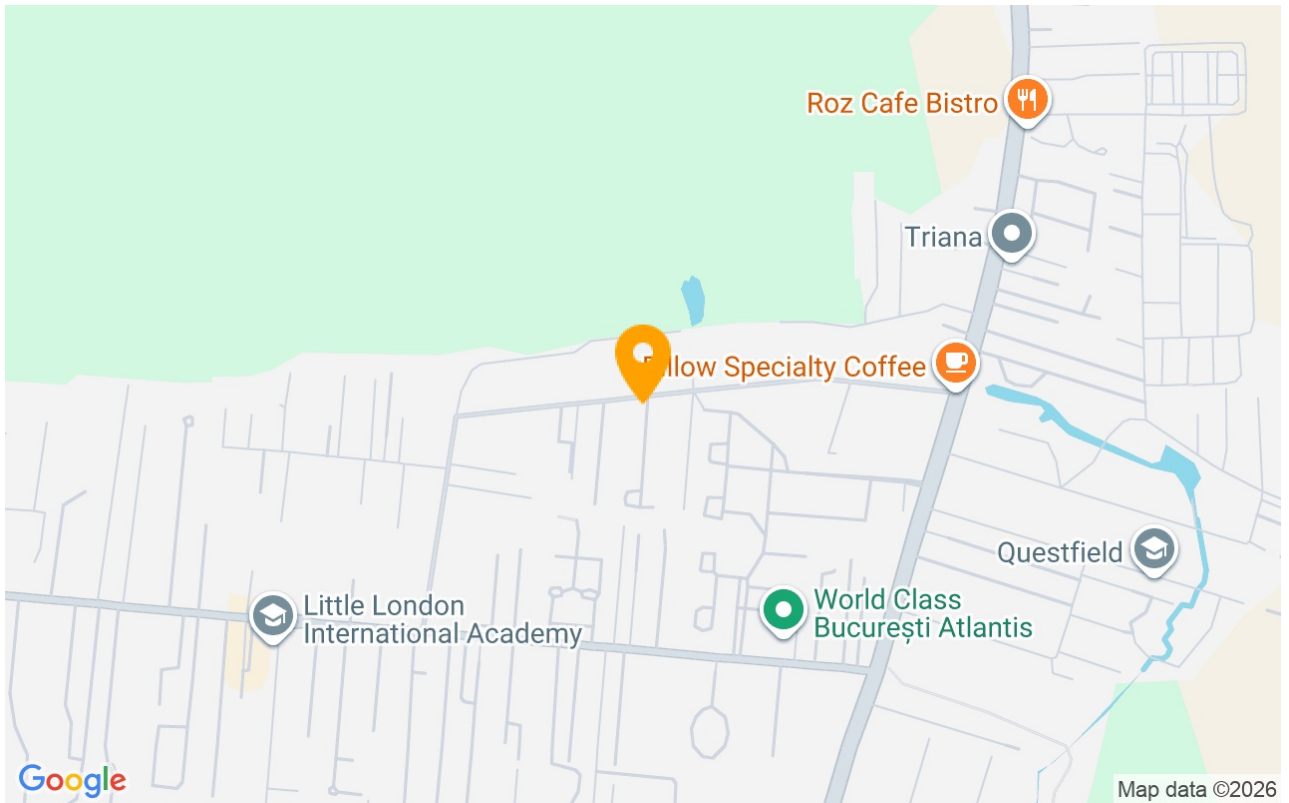 Roz Cafe Bistro
Triana
llow Specialty Coffee
Questfield
World Class
București Atlantis
Little London
International Academy
Google
Map data ©2026